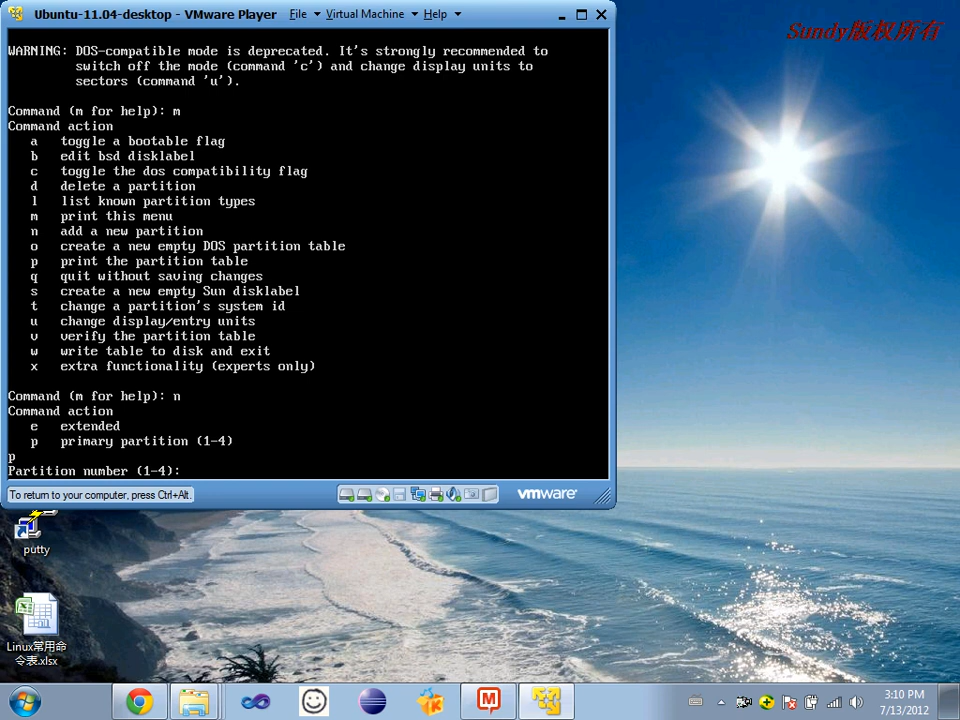 Ubuntu-11.04-desktop - VMware Player File Virtual Machine Help
Sundy版权所有
WARNING: DOS-compatible mode is deprecated. It's strongly recommended to
switch off the mode (command 'c') and change display units to
sectors (command 'u').
Command (m for help): m
Command action
a toggle a bootable flag
b edit bsd disklabel
c toggle the dos compatibility flag
d delete a partition
l list known partition types
m print this menu
n add a new partition
o create a new empty DOS partition table
p print the partition table
q quit without saving changes
s create a new empty Sun disklabel
t change a partition's system id
u change display/entry units
v verify the partition table
w write table to disk and exit
x extra functionality (experts only)
Command (m for help): n
Command action
e extended
p primary partition (1-4)
p
Partition number (1-4):
To return to your computer, press Ctrl+Alt.
vmware
putty
Linux常用命
令表.xlsx
3:10 PM
7/13/2012